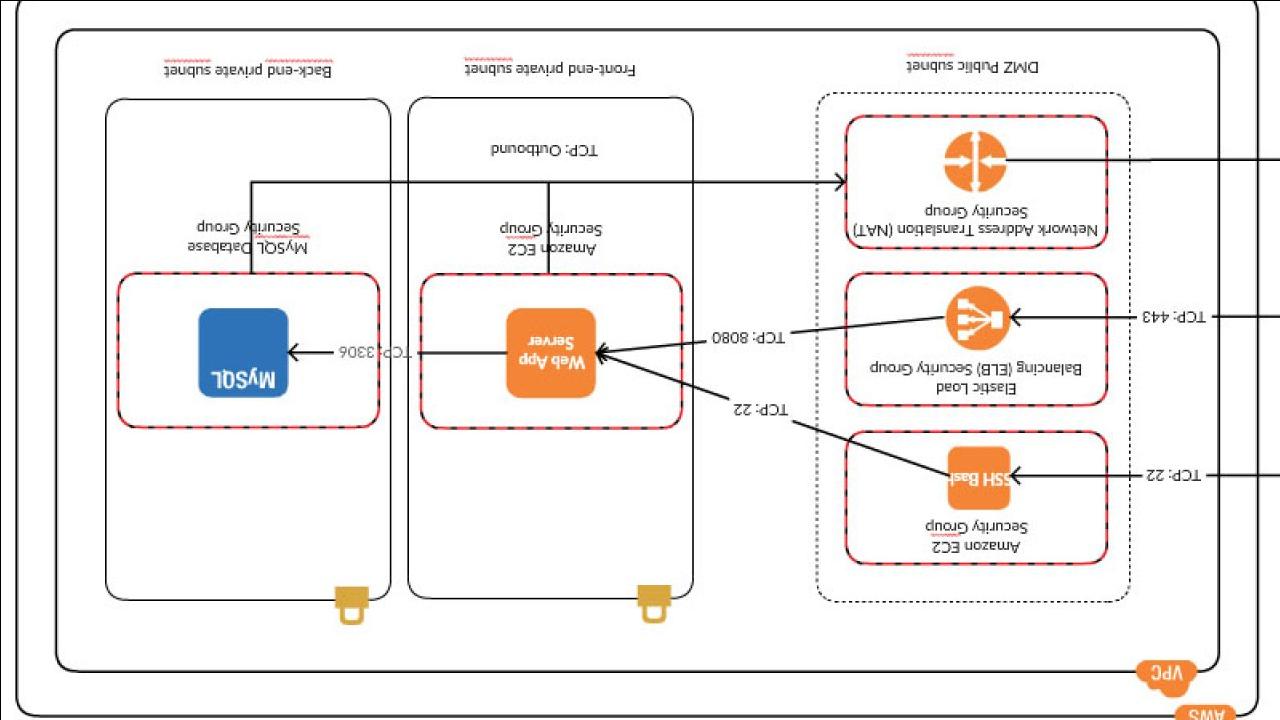 AWS
VPC
Amazon EC2
Security Group
TCP: 22
SSH
TCP: 22
Elastic Load
Balancing (ELB) Security Group
TCP: 443
TCP: 8080
Web App
Server
TCP:3306
MySQL
Network Address Translation (NAT)
Security Group
Amazon EC2
Security Group
MySQL Database
Security Group
TCP: Outbound
DMZ Public subnet
Front-end private subnet
Back-end private subnet